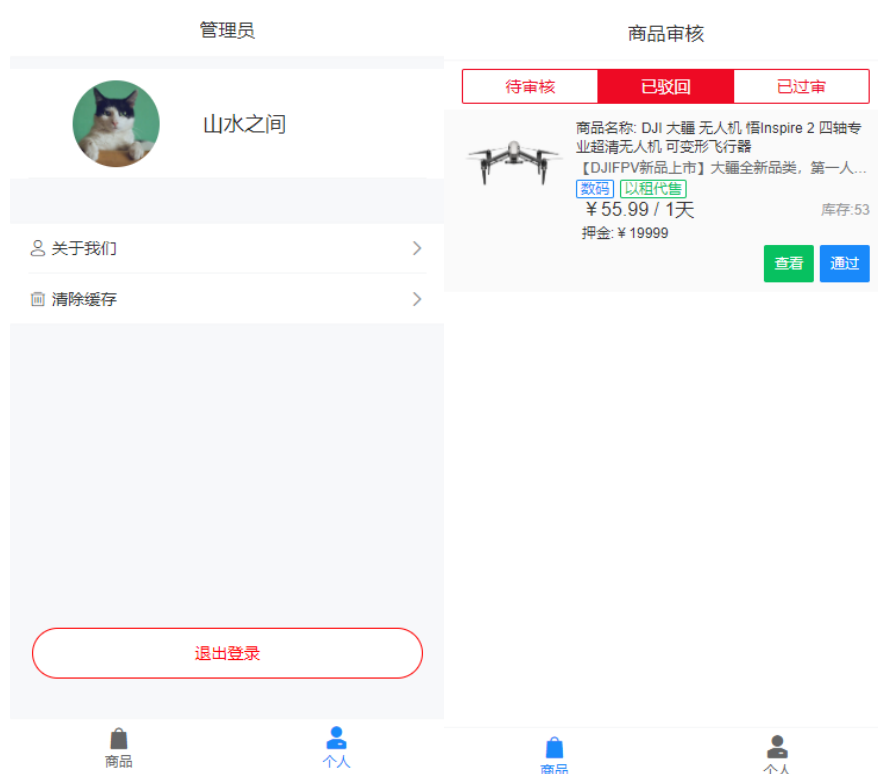 管理员
山水之间
关于我们
清除缓存
退出登录
商品
个人
商品审核
待审核
已驳回
已过审
商品名称: DJI 大疆 无人机 悟Inspire 2 四轴专
业超清无人机 可变形飞行器
【DJIFPV新品上市】大疆全新品类，第一人...
数码 以租代售
￥55.99 / 1天
库存:53
押金:￥19999
查看
通过
商品
个人